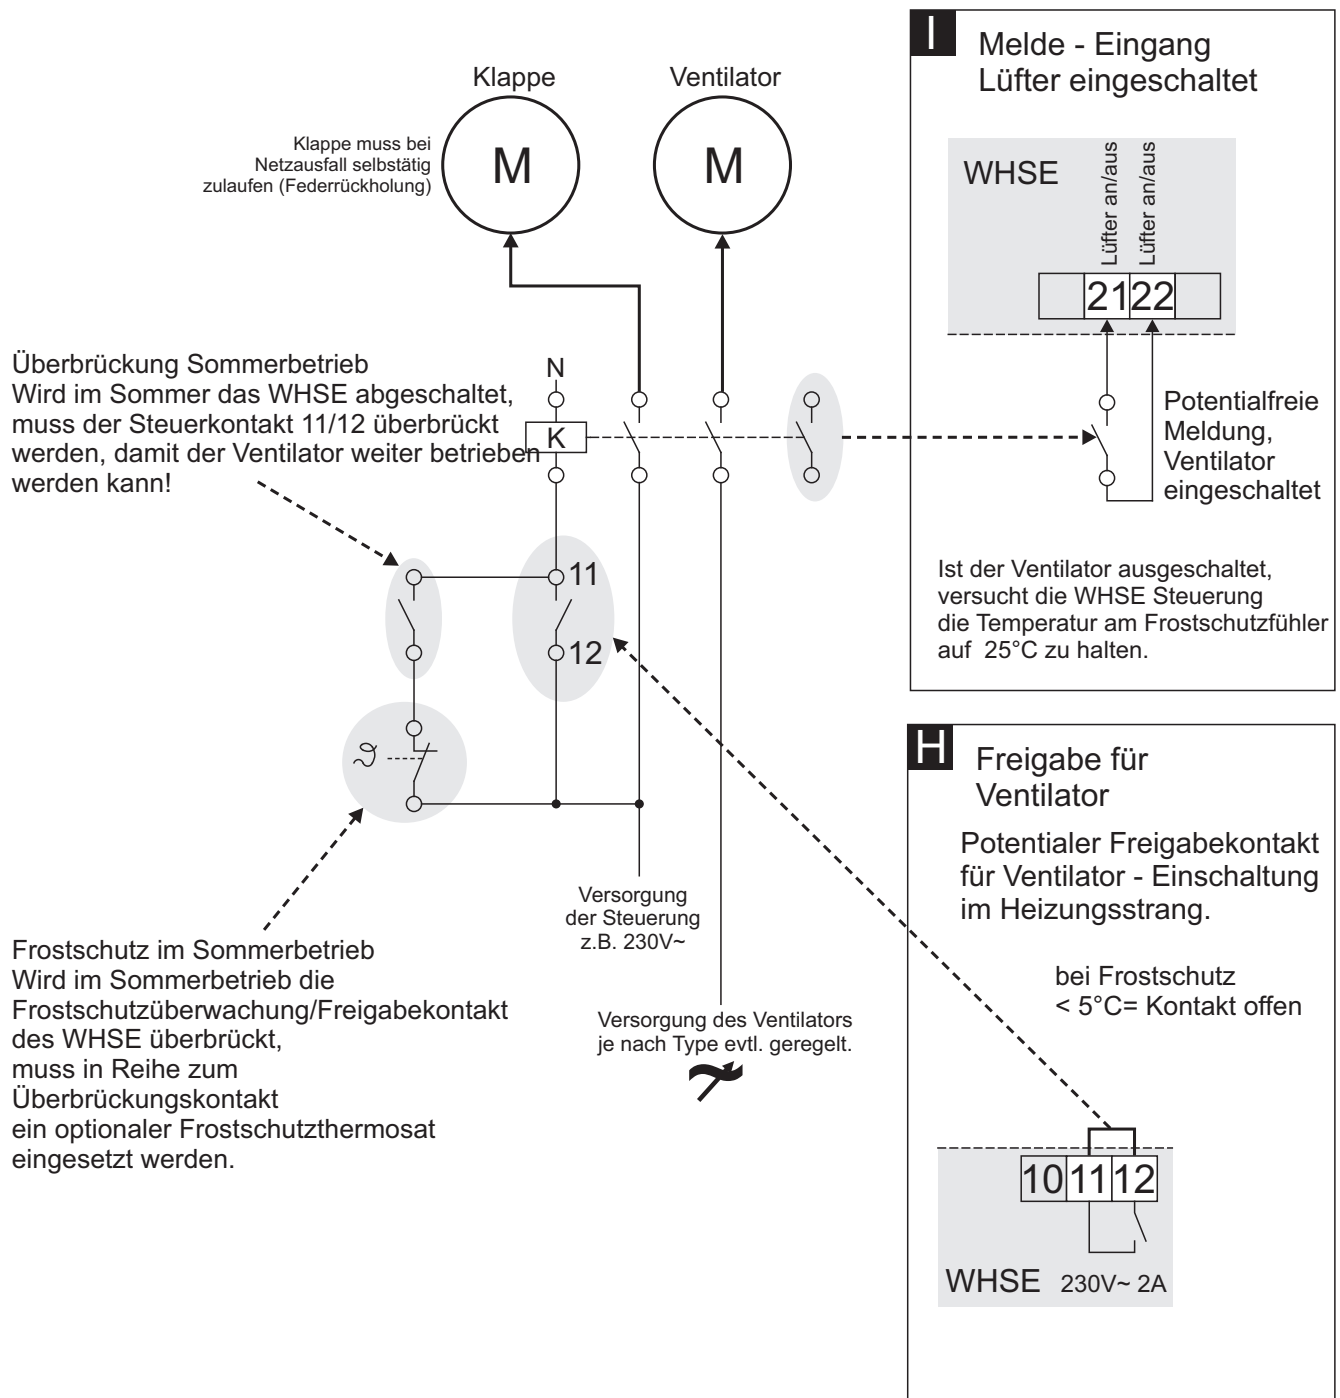 Klappe
Ventilator
Klappe muss bei
Netzausfall selbstätig
zulaufen (Federrückholung)
M
M
Überbrückung Sommerbetrieb
Wird im Sommer das WHSE abgeschaltet,
muss der Steuerkontakt 11/12 überbrückt
werden, damit der Ventilator weiter betrieben
werden kann!
N
K
11
12
Versorgung
der Steuerung
z.B. 230V~
Versorgung des Ventilators
je nach Type evtl. geregelt.
Frostschutz im Sommerbetrieb
Wird im Sommerbetrieb die
Frostschutzüberwachung/Freigabekontakt
des WHSE überbrückt,
muss in Reihe zum
Überbrückungskontakt
ein optionaler Frostschutzthermosat
eingesetzt werden.
ϑ
I
Melde - Eingang
Lüfter eingeschaltet
WHSE
Lüfter an/aus
Lüfter an/aus
21 22
Potentialfreie
Meldung,
Ventilator
eingeschaltet
Ist der Ventilator ausgeschaltet,
versucht die WHSE Steuerung
die Temperatur am Frostschutzfühler
auf 25°C zu halten.
H
Freigabe für
Ventilator
Potentialer Freigabekontakt
für Ventilator - Einschaltung
im Heizungsstrang.
bei Frostschutz
< 5°C= Kontakt offen
10 11 12
WHSE 230V~ 2A